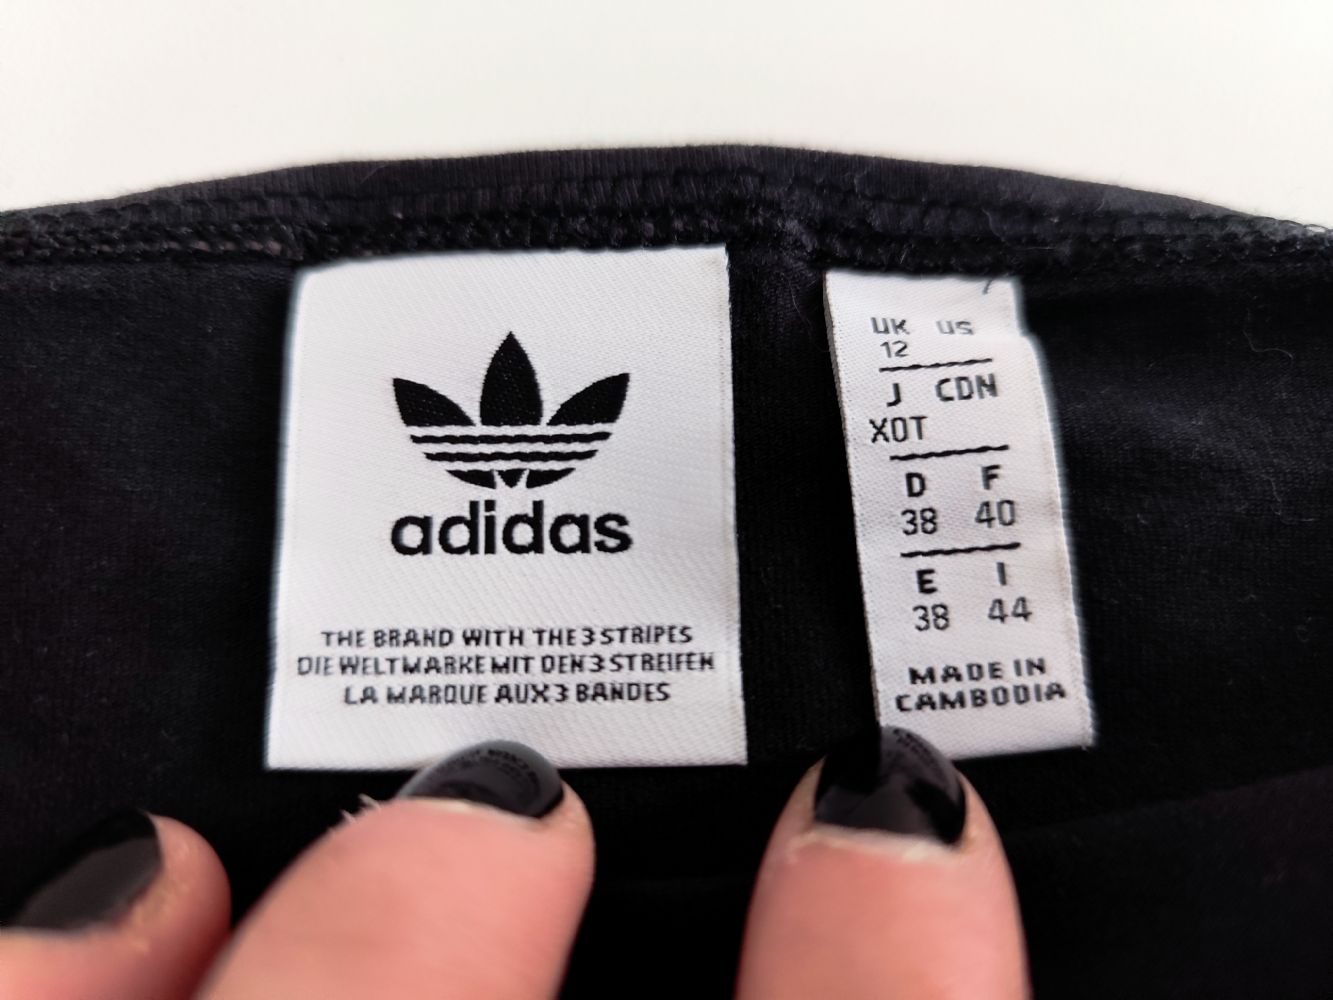 adidas
THE BRAND WITH THE 3 STRIPES
DIE WELTMARKE MIT DEN 3 STREIFEN
LA MARQUE AUX 3 BANDES
UK US
12
J CDN
XOT
D F
38 40
E I
38 44
MADE IN
CAMBODIA